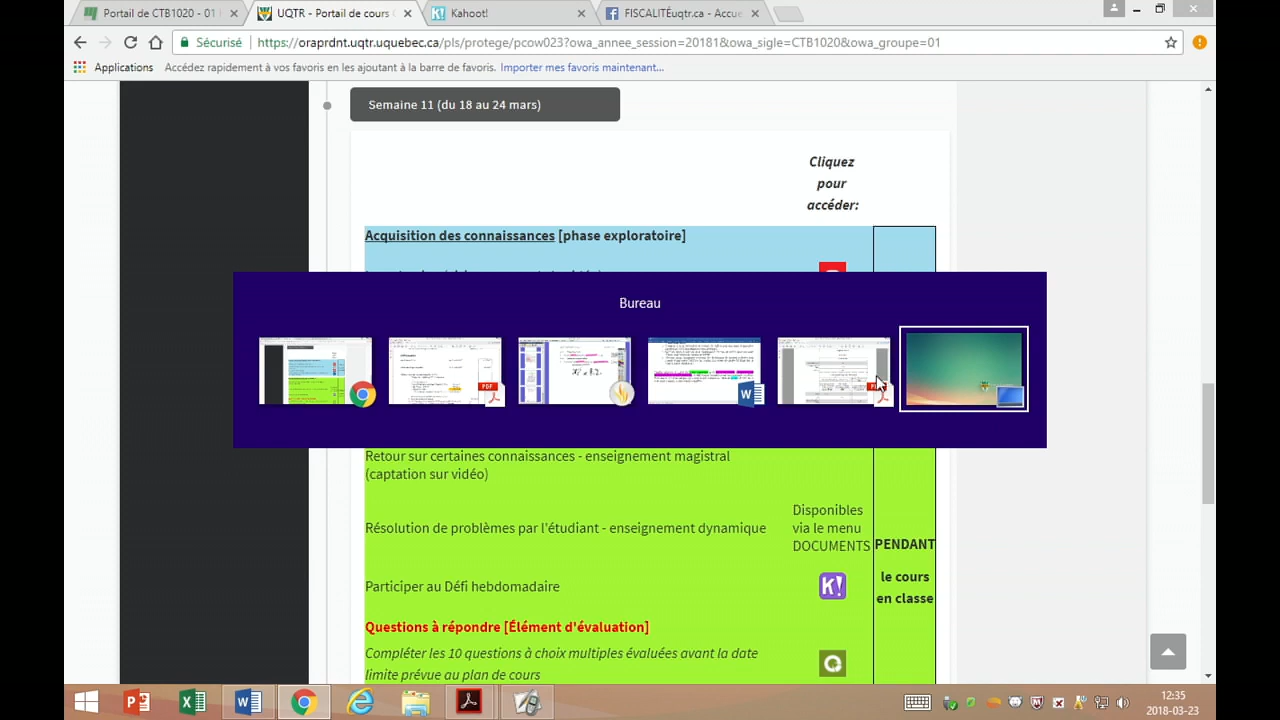 Portail de CTB1020 - 01
UQTR - Portail de cours
Kahoot!
FISCALITÉuqtr.ca - Accue
Sécurisé
https://oraprdnt.uqtr.uquebec.ca/pls/protege/pcow023?owa_annee_session=20181&owa_sigle=CTB1020&owa_groupe=01
Applications
Accédez rapidement à vos favoris en les ajoutant à la barre de favoris. Importer mes favoris maintenant...
Semaine 11 (du 18 au 24 mars)
Cliquez
pour
accéder:
Acquisition des connaissances [phase exploratoire]
Bureau
Retour sur certaines connaissances - enseignement magistral
(captation sur vidéo)
Résolution de problèmes par l'étudiant - enseignement dynamique
Disponibles
via le menu
DOCUMENTS
PENDANT
le cours
en classe
Participer au Défi hebdomadaire
K!
Questions à répondre [Élément d'évaluation]
Compléter les 10 questions à choix multiples évaluées avant la date
limite prévue au plan de cours
12:35
2018-03-23